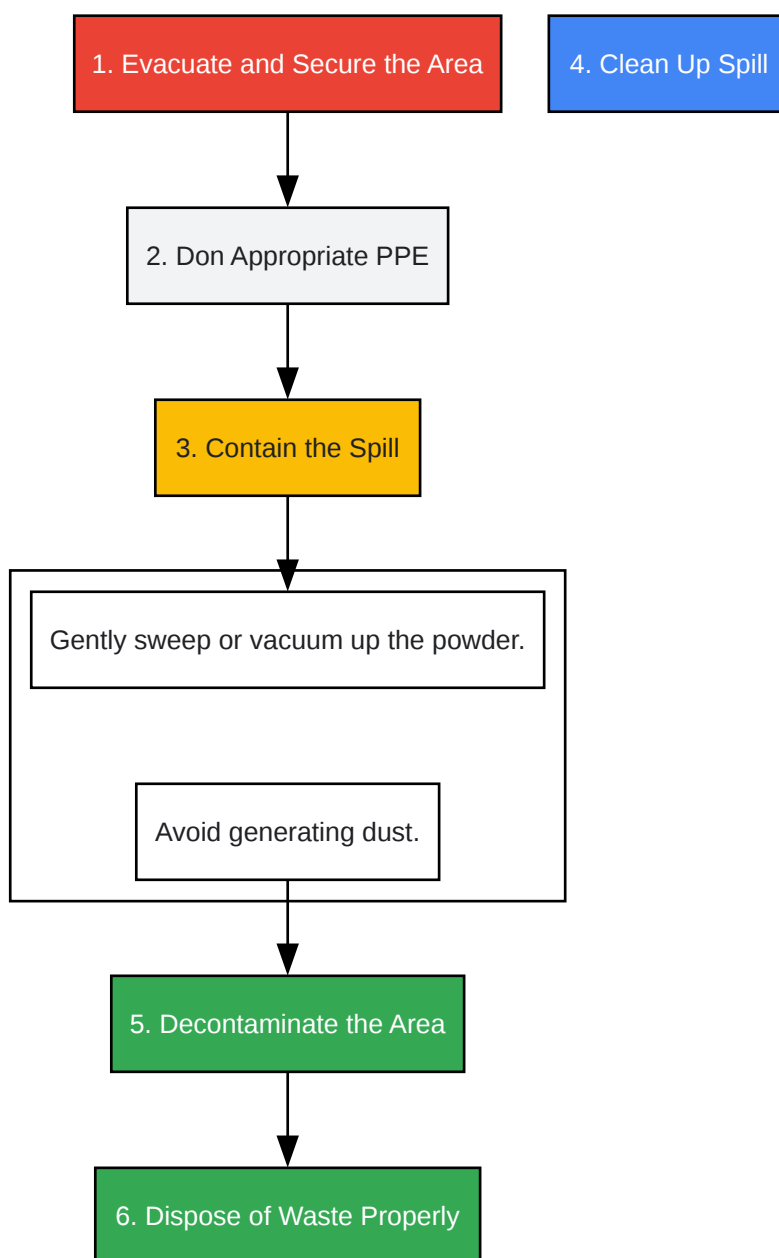 1. Evacuate and Secure the Area
4. Clean Up Spill
2. Don Appropriate PPE
3. Contain the Spill
Gently sweep or vacuum up the powder.
Avoid generating dust.
5. Decontaminate the Area
6. Dispose of Waste Properly